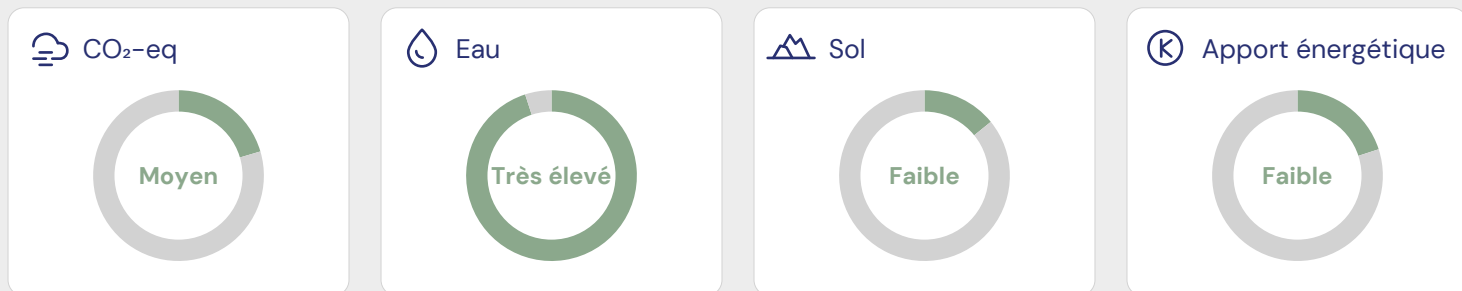 CO₂-eq
Moyen
Eau
Très élevé
Sol
Faible
K Apport énergétique
Faible